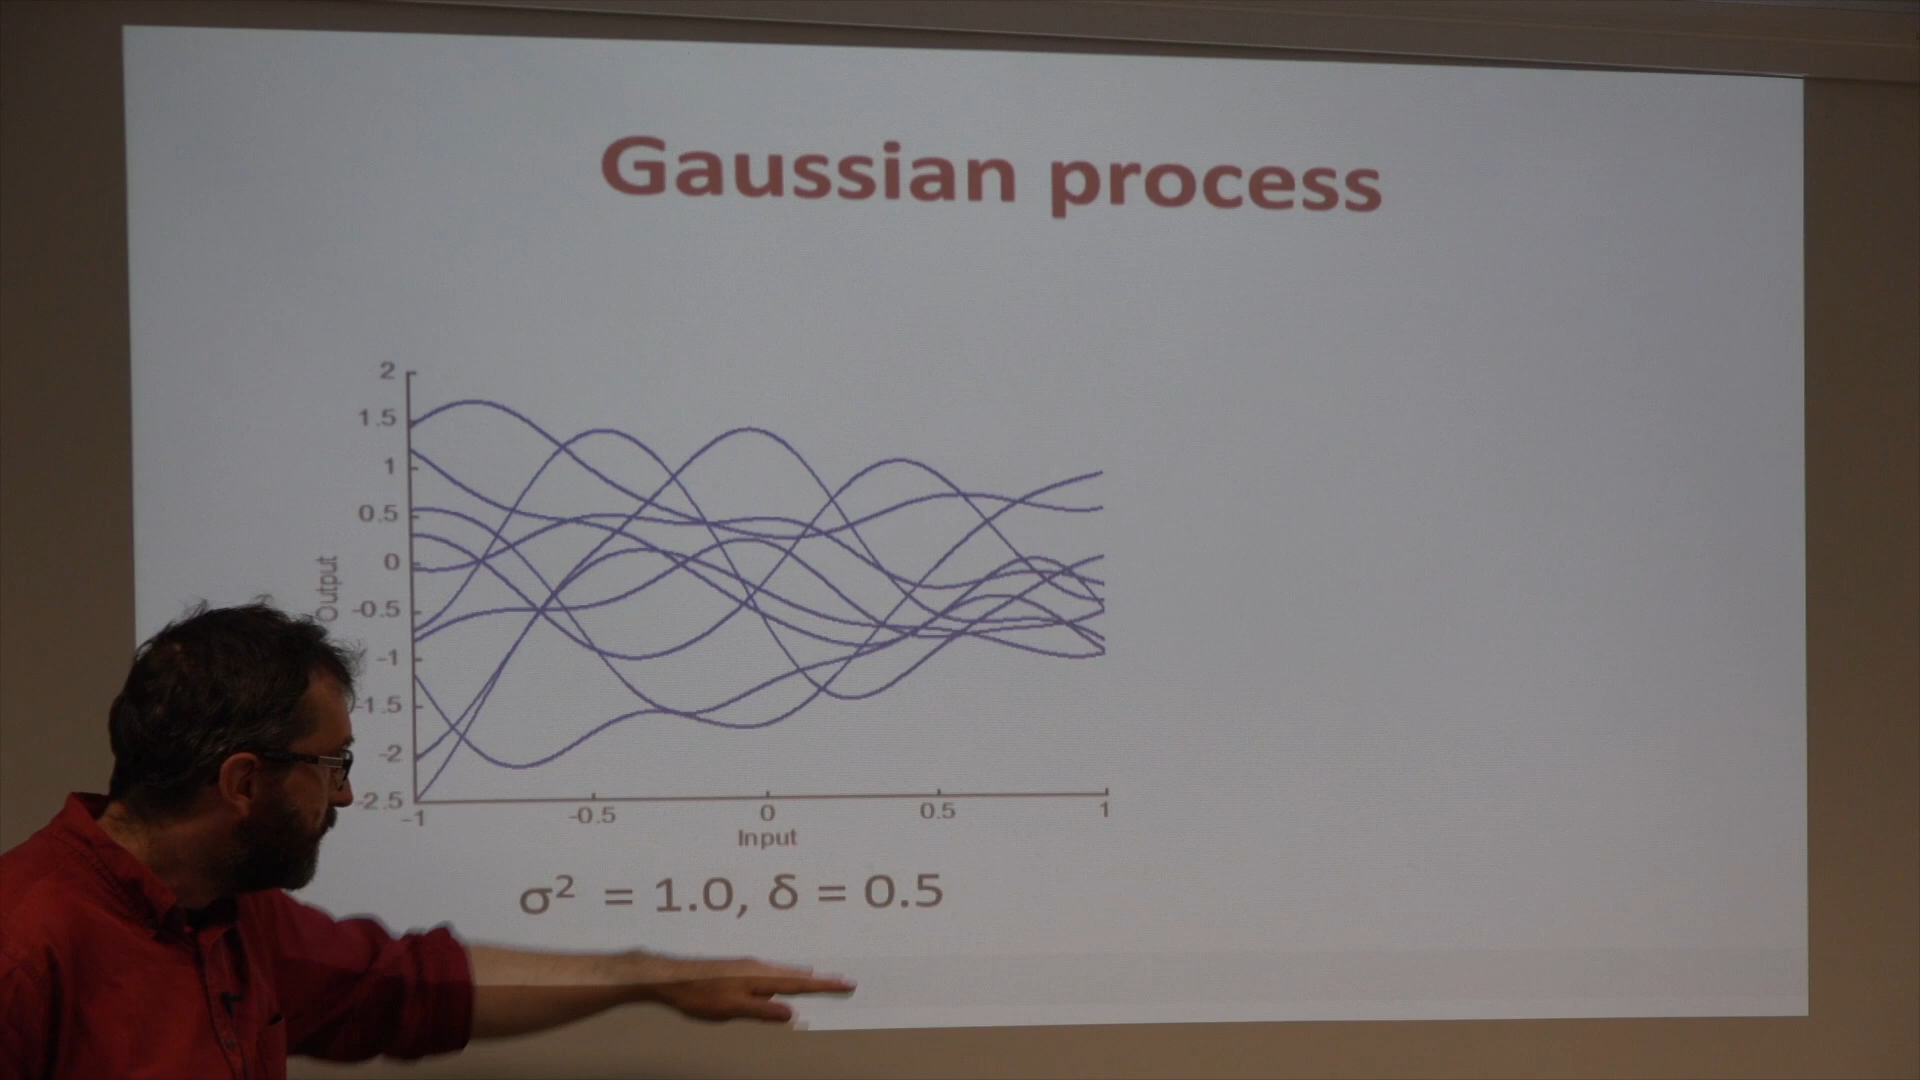 Gaussian process
2
1.5
1
0.5
0
-0.5
-1
-1.5
-2
-2.5
Output
-1 -0.5 0 0.5 1
Input
σ² = 1.0, δ = 0.5